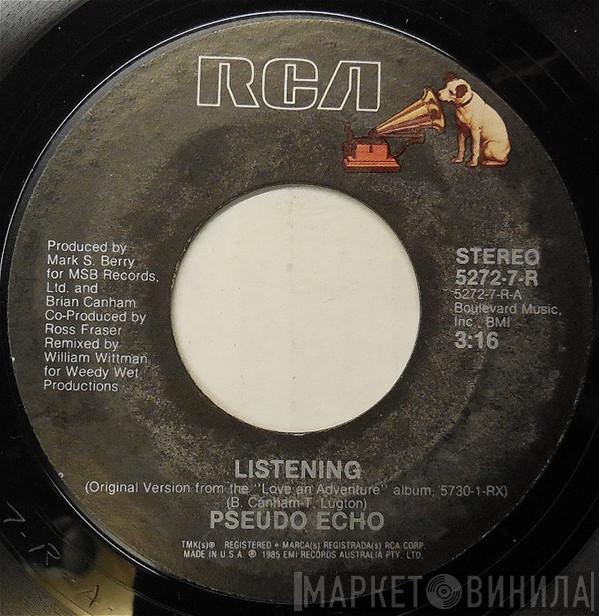 RCA
Produced by
Mark S. Berry
for MSB Records,
Ltd. and
Brian Canham
Co-Produced by
Ross Fraser
Remixed by
William Wittman
for Weedy Wet
Productions
STEREO
5272-7-R
5272-7-R-A
Boulevard Music,
Inc., BMI
3:16
LISTENING
(Original Version from the "Love an Adventure" album, 5730-1-RX)
(B. Canham-T. Lugton)
PSEUDO ECHO
TMK(s) ® REGISTERED • MARCA(s) REGISTRADA(s) RCA CORP.
MADE IN U.S.A. ℗ 1985 EMI RECORDS AUSTRALIA PTY. LTD.
МАРКЕТ ВИНИЛА